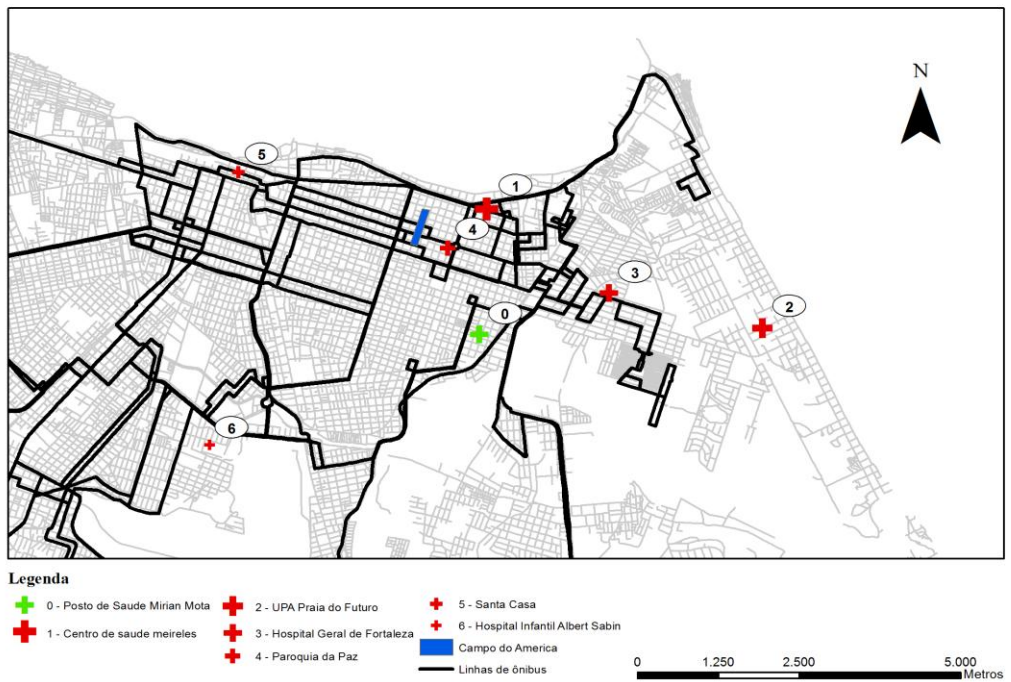 N
5
1
4
3
2
0
6
Legenda
0 - Posto de Saude Mirian Mota
1 - Centro de saude meireles
2 - UPA Praia do Futuro
3 - Hospital Geral de Fortaleza
4 - Paroquia da Paz
5 - Santa Casa
6 - Hospital Infantil Albert Sabin
Campo do America
Linhas de ônibus
0 1.250 2.500 5.000
Metros